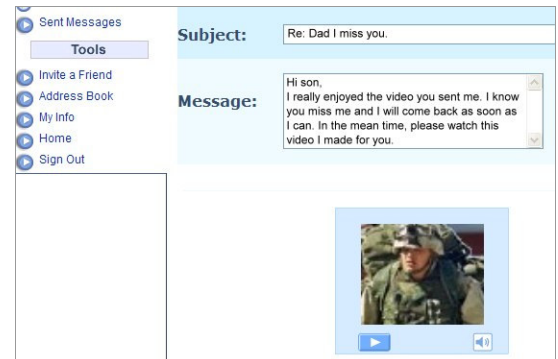 Sent Messages
Tools
Invite a Friend
Address Book
My Info
Home
Sign Out
Subject:
Re: Dad I miss you.
Message:
Hi son,
I really enjoyed the video you sent me. I know
you miss me and I will come back as soon as
I can. In the mean time, please watch this
video I made for you.